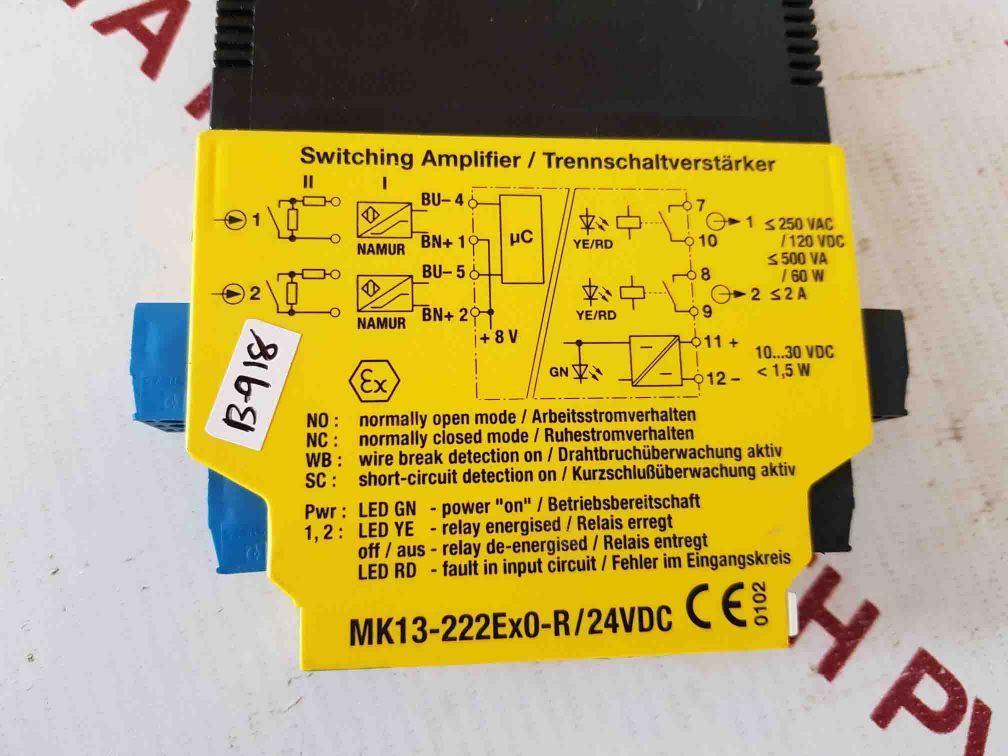 Switching Amplifier / Trennschaltverstärker
II I
1 NAMUR BU– 4 BN+ 1 µC YE/RD 7 10 1 ≤ 250 VAC / 120 VDC
≤ 500 VA / 60 W
2 NAMUR BU– 5 BN+ 2 + 8 V YE/RD 8 9 2 ≤ 2 A
GN 11 + 12 – 10...30 VDC < 1,5 W
Ex
B-918
NO : normally open mode / Arbeitsstromverhalten
NC : normally closed mode / Ruhestromverhalten
WB : wire break detection on / Drahtbruchüberwachung aktiv
SC : short-circuit detection on / Kurzschlußüberwachung aktiv
Pwr : LED GN - power "on" / Betriebsbereitschaft
1, 2 : LED YE - relay energised / Relais erregt
off / aus - relay de-energised / Relais entregt
LED RD - fault in input circuit / Fehler im Eingangskreis
MK13-222Ex0-R/24VDC CE 0102